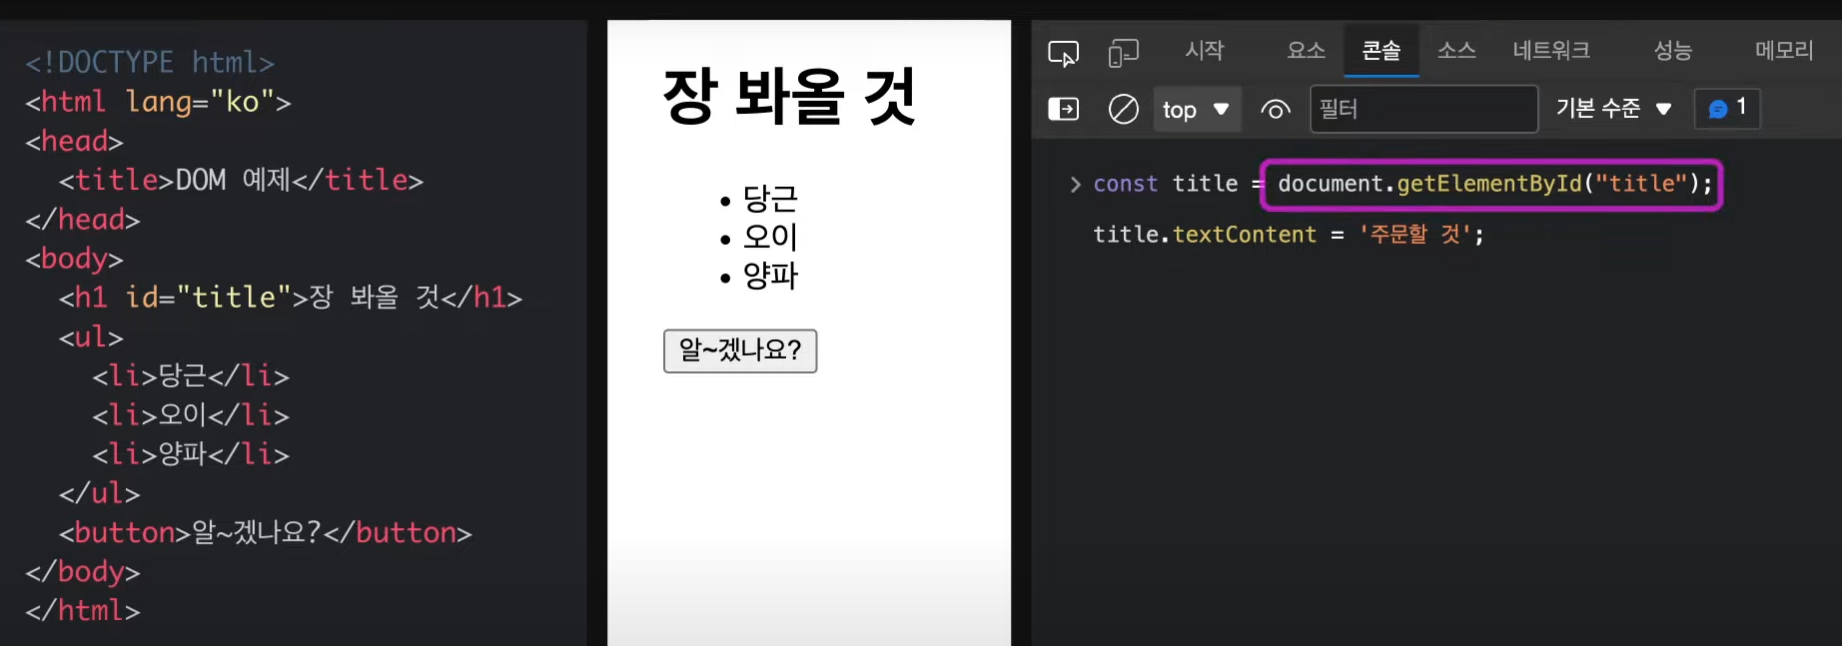 <!DOCTYPE html>
<html lang="ko">
<head>
<title>DOM 예제</title>
</head>
<body>
<h1 id="title">장 봐올 것</h1>
<ul>
<li>당근</li>
<li>오이</li>
<li>양파</li>
</ul>
<button>알~겠나요?</button>
</body>
</html>
장 봐올 것
• 당근
• 오이
• 양파
알~겠나요?
시작 요소 콘솔 소스 네트워크 성능 메모리
top 필터 기본 수준 1
> const title = document.getElementById("title");
title.textContent = '주문할 것';